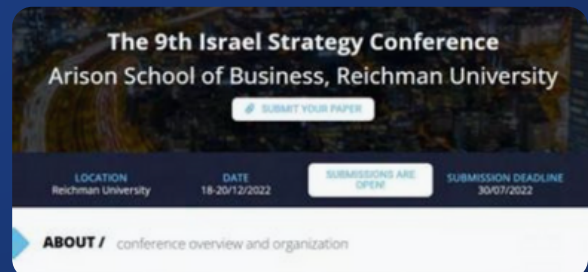 The 9th Israel Strategy Conference
Arison School of Business, Reichman University
SUBMIT YOUR PAPER
LOCATION
Reichman University
DATE
18-20/12/2022
SUBMISSIONS ARE
OPEN!
SUBMISSION DEADLINE
30/07/2022
ABOUT / conference overview and organization